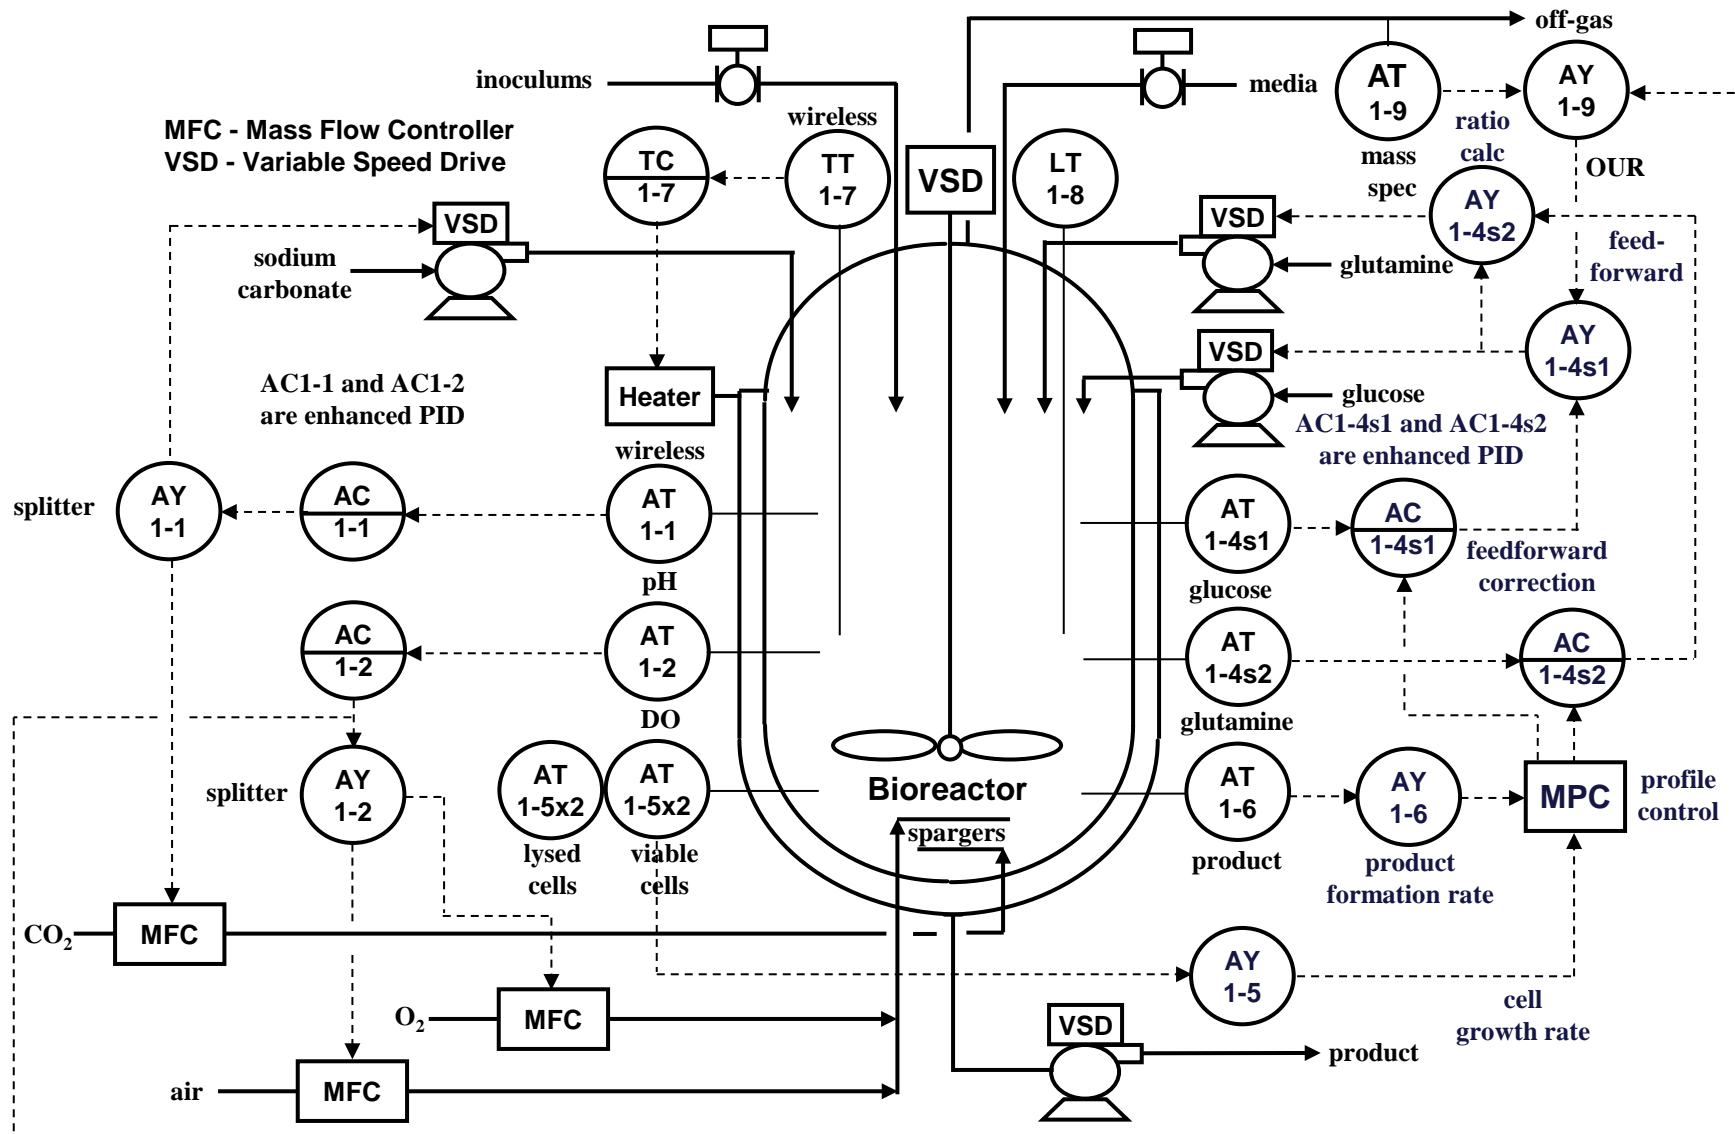 off-gas
inoculums
media
AT
1-9
AY
1-9
MFC - Mass Flow Controller
VSD - Variable Speed Drive
wireless
TC
1-7
TT
1-7
VSD
LT
1-8
mass
spec
ratio
calc
OUR
VSD
sodium
carbonate
VSD
glutamine
AY
1-4s2
feed-
forward
AC1-1 and AC1-2
are enhanced PID
Heater
VSD
glucose
AY
1-4s1
AC1-4s1 and AC1-4s2
are enhanced PID
wireless
splitter
AY
1-1
AC
1-1
AT
1-1
pH
AT
1-4s1
glucose
AC
1-4s1
feedforward
correction
AC
1-2
AT
1-2
DO
AT
1-4s2
glutamine
AC
1-4s2
splitter
AY
1-2
AT
1-5x2
lysed
cells
AT
1-5x2
viable
cells
Bioreactor
spargers
AT
1-6
product
AY
1-6
product
formation rate
MPC
profile
control
CO2
MFC
O2
MFC
AY
1-5
cell
growth rate
air
MFC
VSD
product